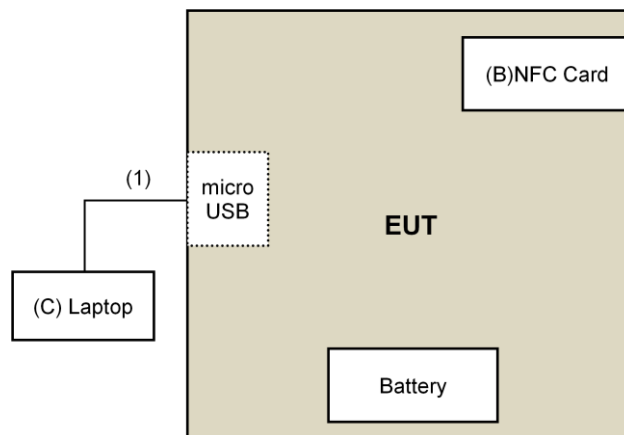 (B)NFC Card
(1)
micro
USB
EUT
(C) Laptop
Battery